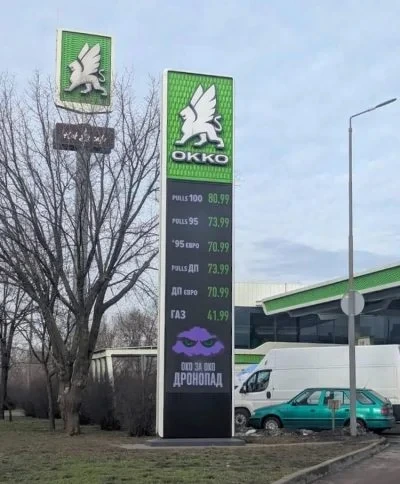 OKKO
PULLS 100 80.99
PULLS 95 73.99
'95 ЄВРО 70.99
PULLS ДП 73.99
ДП ЄВРО 70.99
ГАЗ 41.99
ОКО ЗА ОКО
ДРОНОПАД